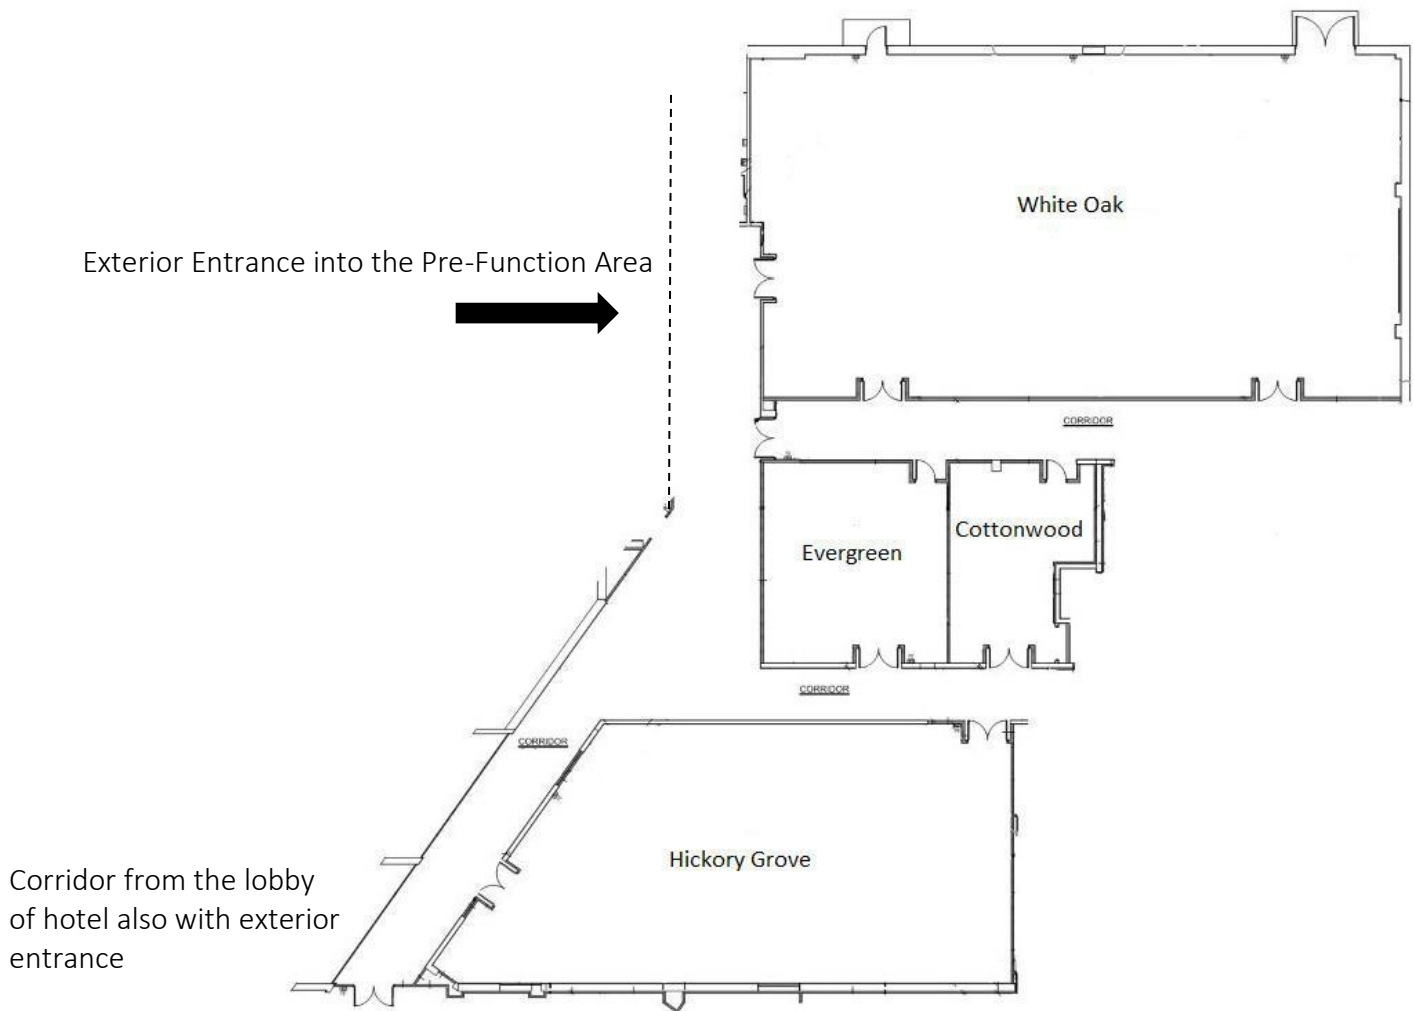 White Oak
Exterior Entrance into the Pre-Function Area
CORRIDOR
Cottonwood
Evergreen
CORRIDOR
CORRIDOR
Hickory Grove
Corridor from the lobby
of hotel also with exterior
entrance